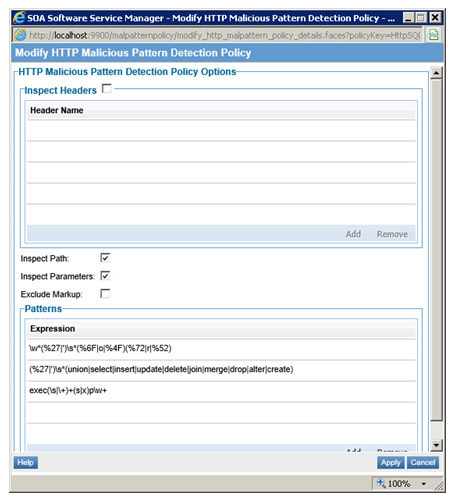 SOA Software Service Manager - Modify HTTP Malicious Pattern Detection Policy - ...
http://localhost:9900/malpatternpolicy/modify_http_malpattern_policy_details.faces?policyKey=HttpSQL
Modify HTTP Malicious Pattern Detection Policy
HTTP Malicious Pattern Detection Policy Options
Inspect Headers
Header Name
Add Remove
Inspect Path:
Inspect Parameters:
Exclude Markup:
Patterns
Expression
\w*(%27|')\s*(%6F|o|%4F)(%72|r|%52)
(%27|')\s*(union|select|insert|update|delete|join|merge|drop|alter|create)
exec(\s|\+)+(s|x)p\w+
Add Remove
Help Apply Cancel
100%